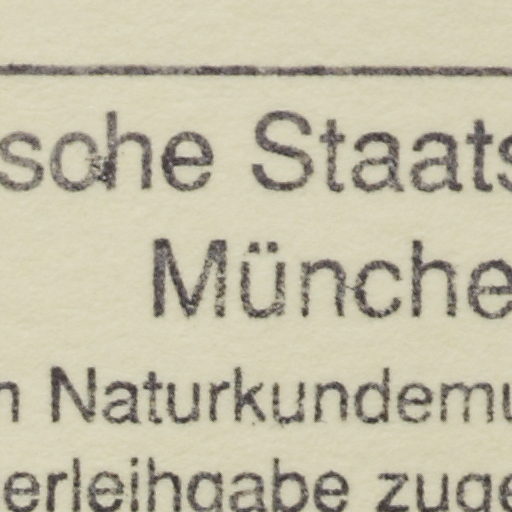 sche Staats
Münche
n Naturkundemu
erleihgabe zuge